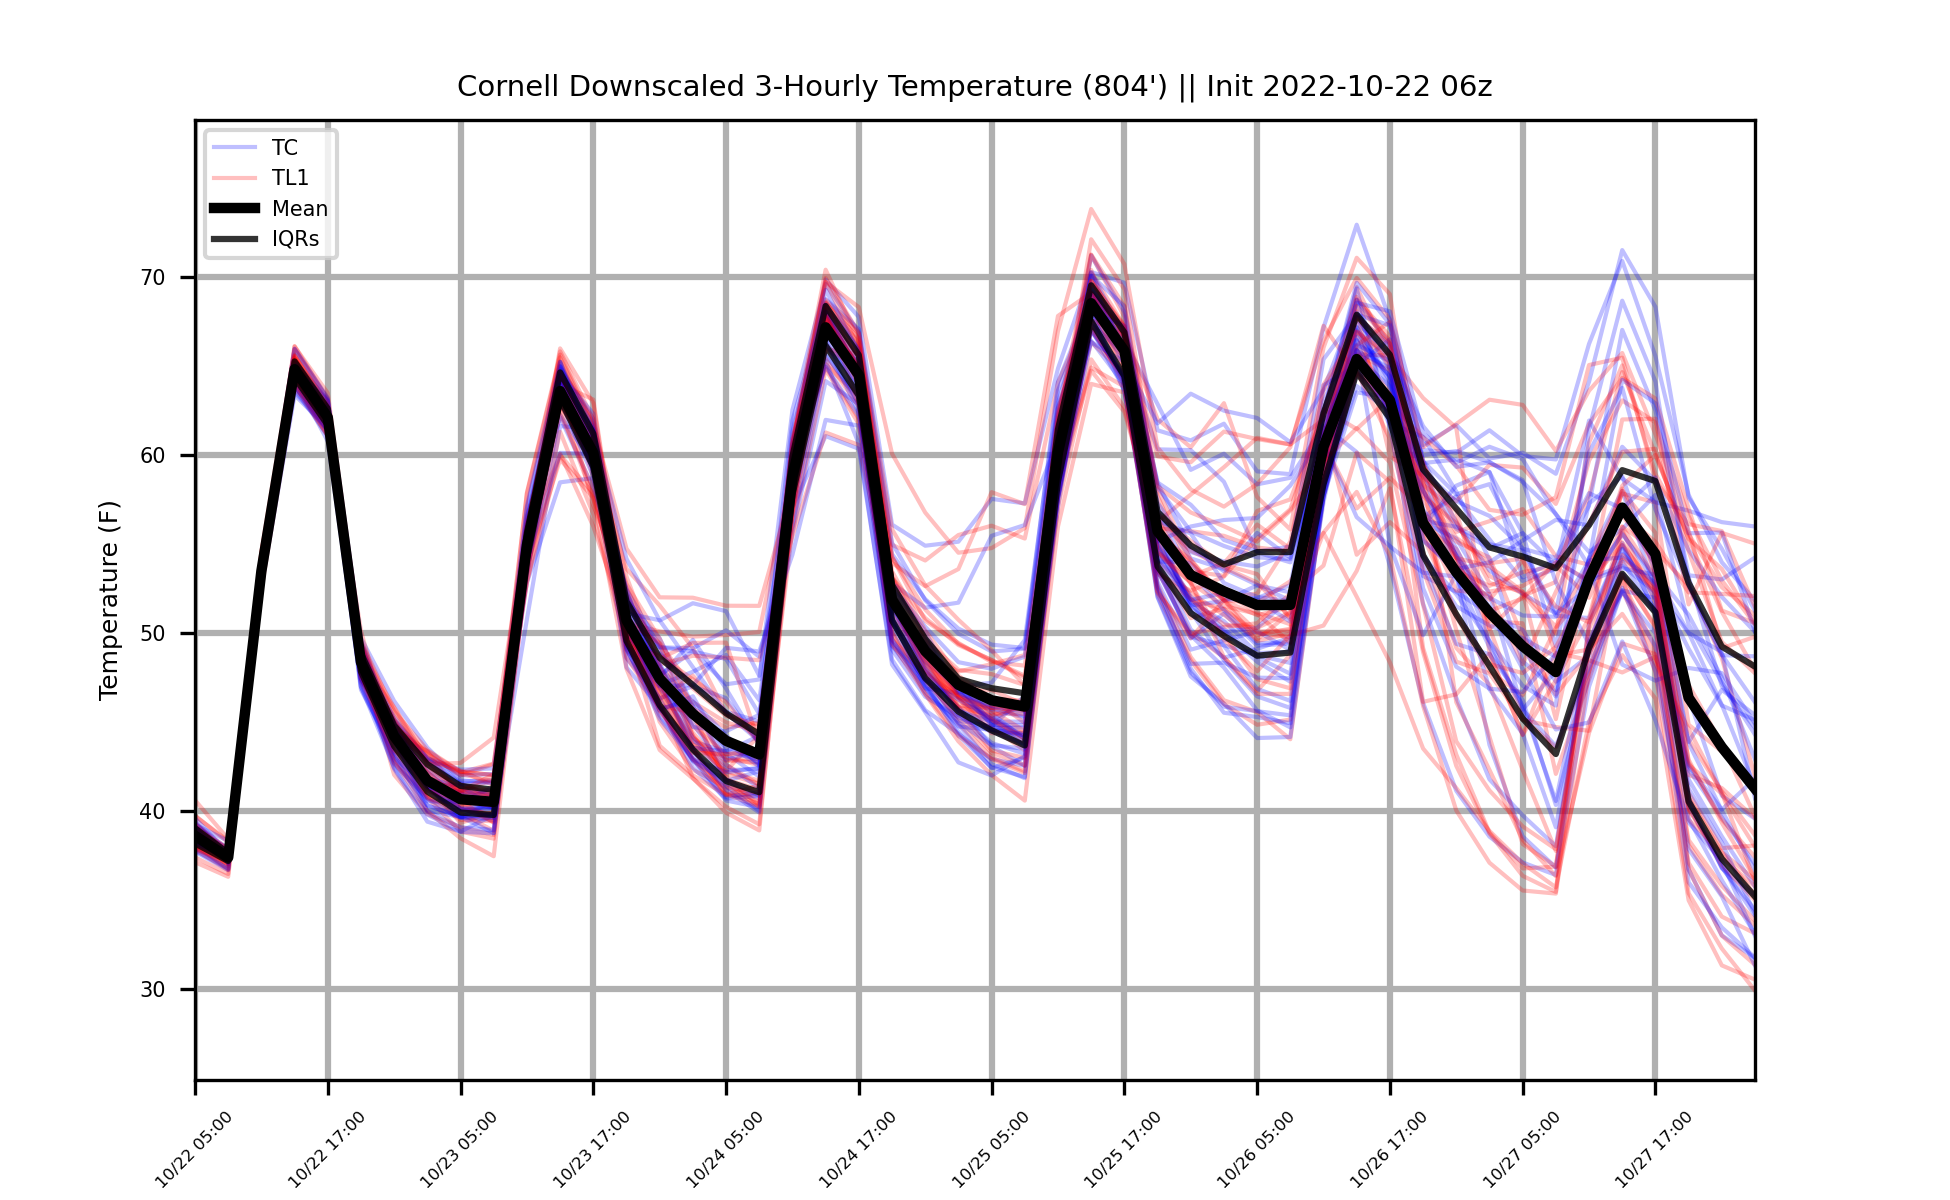 Cornell Downscaled 3-Hourly Temperature (804') || Init 2022-10-22 06z
TC
TL1
Mean
IQRs
Temperature (F)
70
60
50
40
30
10/22 05:00
10/22 17:00
10/23 05:00
10/23 17:00
10/24 05:00
10/24 17:00
10/25 05:00
10/25 17:00
10/26 05:00
10/26 17:00
10/27 05:00
10/27 17:00